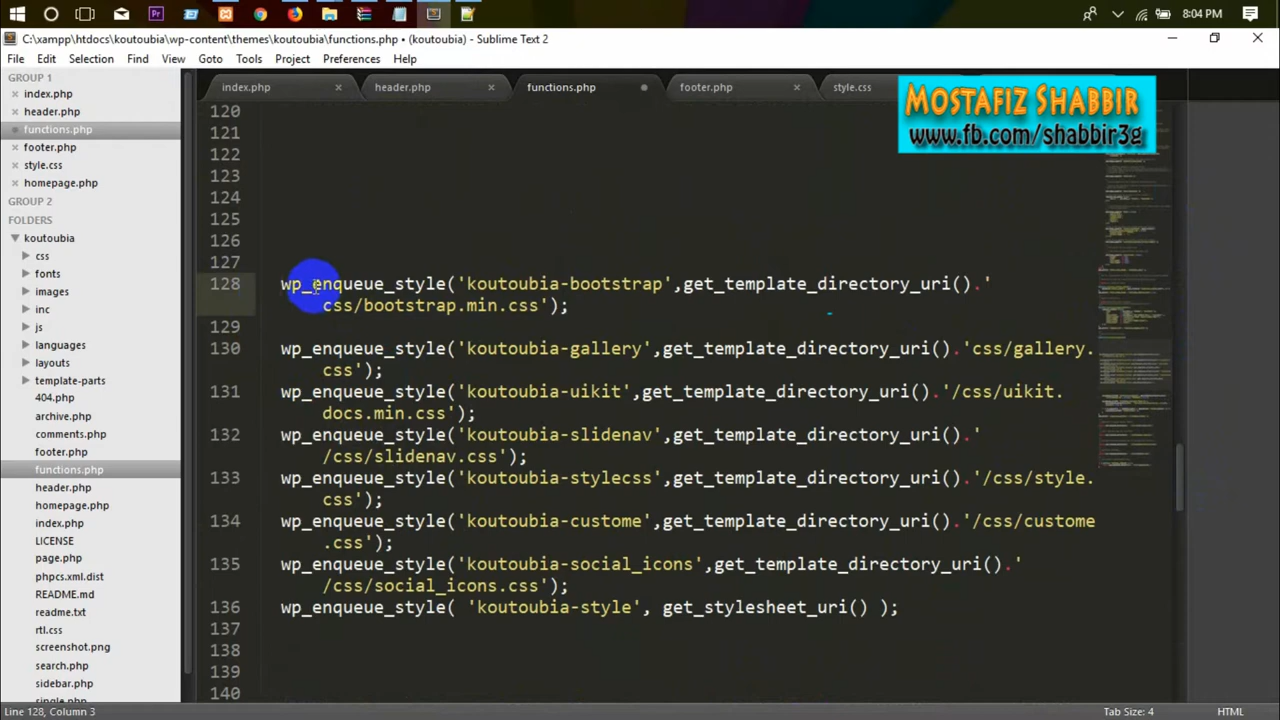 8:04 PM
C:\xampp\htdocs\koutoubia\wp-content\themes\koutoubia\functions.php • (koutoubia) - Sublime Text 2
File Edit Selection Find View Goto Tools Project Preferences Help
GROUP 1
index.php
header.php
functions.php
footer.php
style.css
homepage.php
GROUP 2
FOLDERS
koutoubia
css
fonts
images
inc
js
languages
layouts
template-parts
404.php
archive.php
comments.php
footer.php
functions.php
header.php
homepage.php
index.php
LICENSE
page.php
phpcs.xml.dist
README.md
readme.txt
rtl.css
screenshot.png
search.php
sidebar.php
single.php
index.php header.php functions.php footer.php style.css
MOSTAFIZ SHABBIR
www.fb.com/shabbir3g
120
121
122
123
124
125
126
127
128 wp_enqueue_style('koutoubia-bootstrap',get_template_directory_uri().'
css/bootstrap.min.css');
129
130 wp_enqueue_style('koutoubia-gallery',get_template_directory_uri().'css/gallery.
css');
131 wp_enqueue_style('koutoubia-uikit',get_template_directory_uri().'/css/uikit.
docs.min.css');
132 wp_enqueue_style('koutoubia-slidenav',get_template_directory_uri().'
/css/slidenav.css');
133 wp_enqueue_style('koutoubia-stylecss',get_template_directory_uri().'/css/style.
css');
134 wp_enqueue_style('koutoubia-custome',get_template_directory_uri().'/css/custome
.css');
135 wp_enqueue_style('koutoubia-social_icons',get_template_directory_uri().'
/css/social_icons.css');
136 wp_enqueue_style( 'koutoubia-style', get_stylesheet_uri() );
137
138
139
140
Line 128, Column 3
Tab Size: 4
HTML